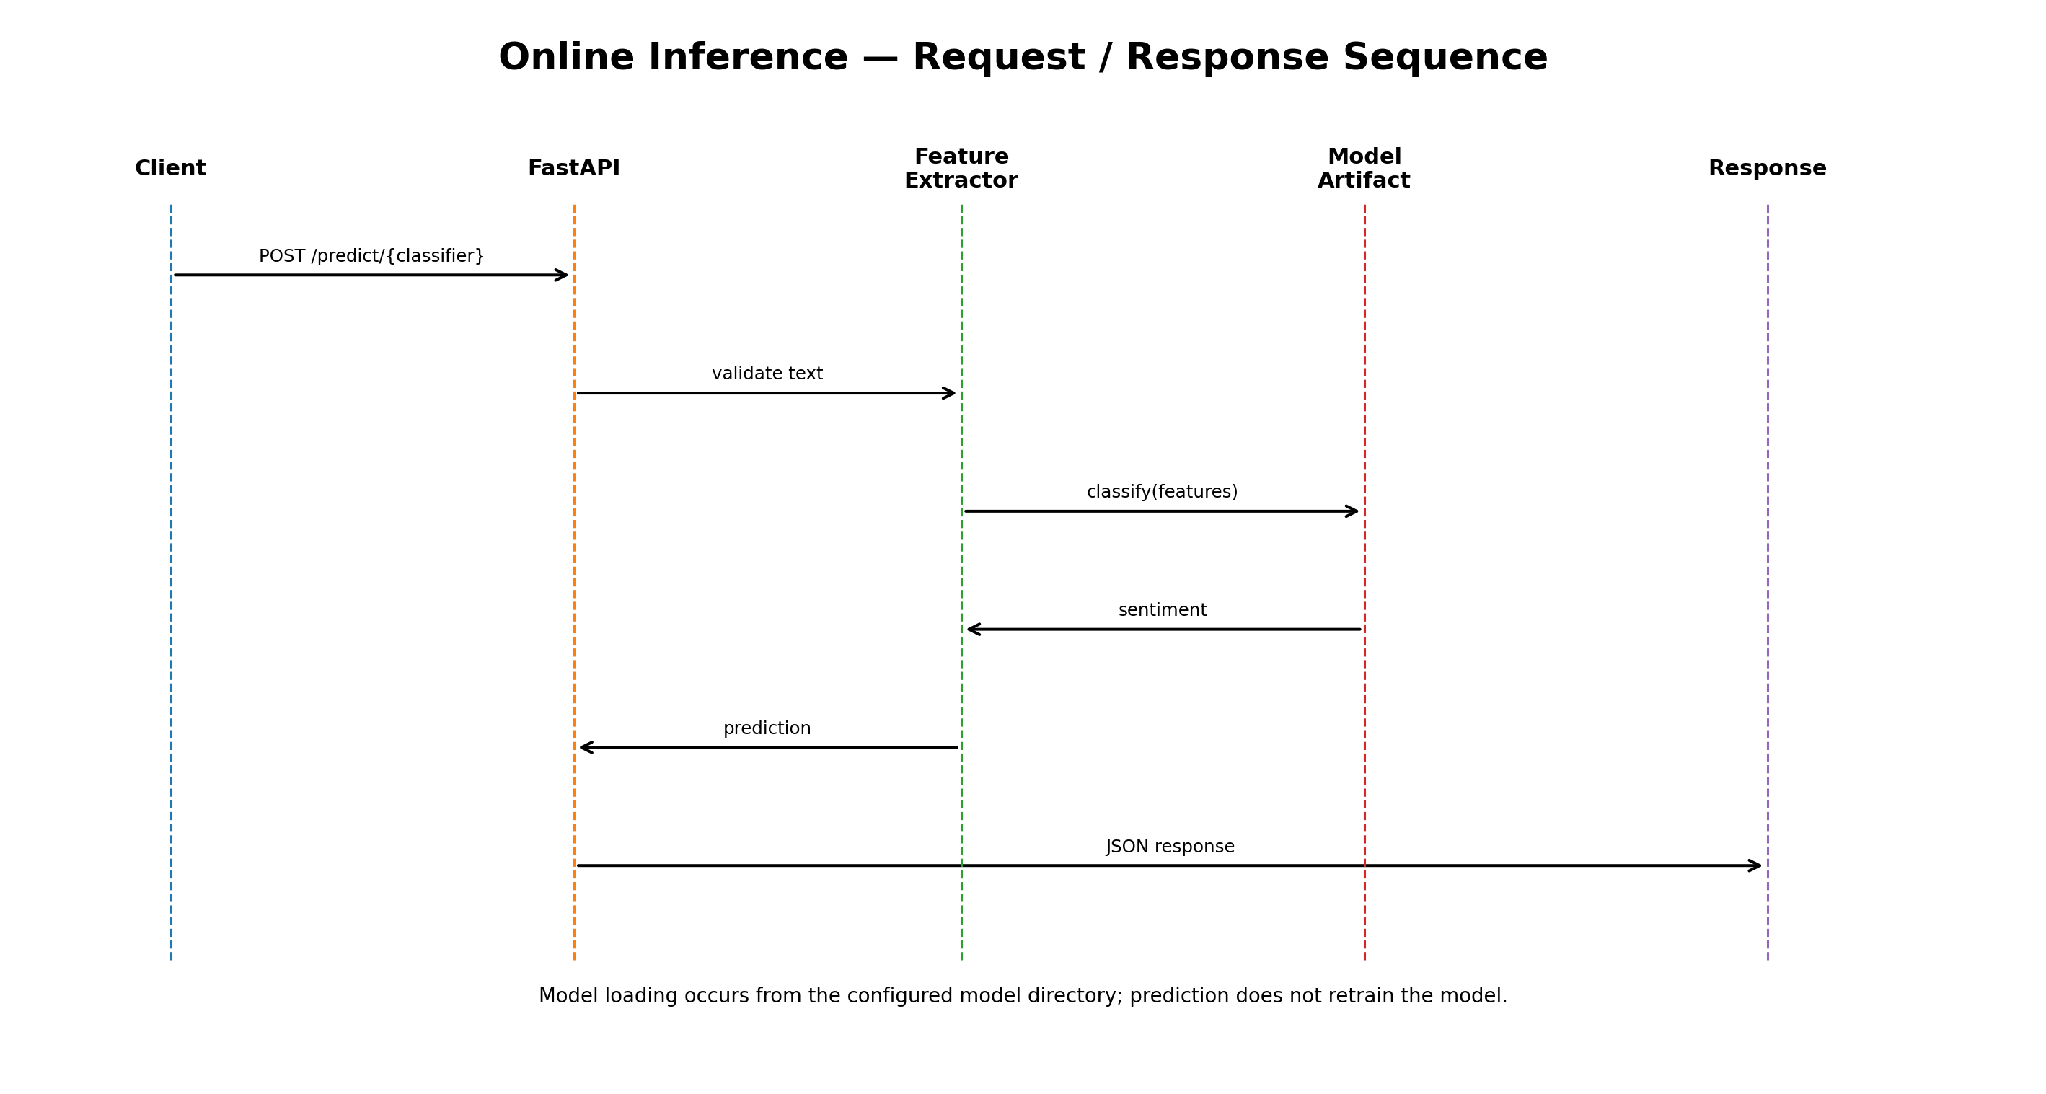 Online Inference — Request / Response Sequence
Client
FastAPI
Feature
Extractor
Model
Artifact
Response
POST /predict/{classifier}
validate text
classify(features)
sentiment
prediction
JSON response
Model loading occurs from the configured model directory; prediction does not retrain the model.